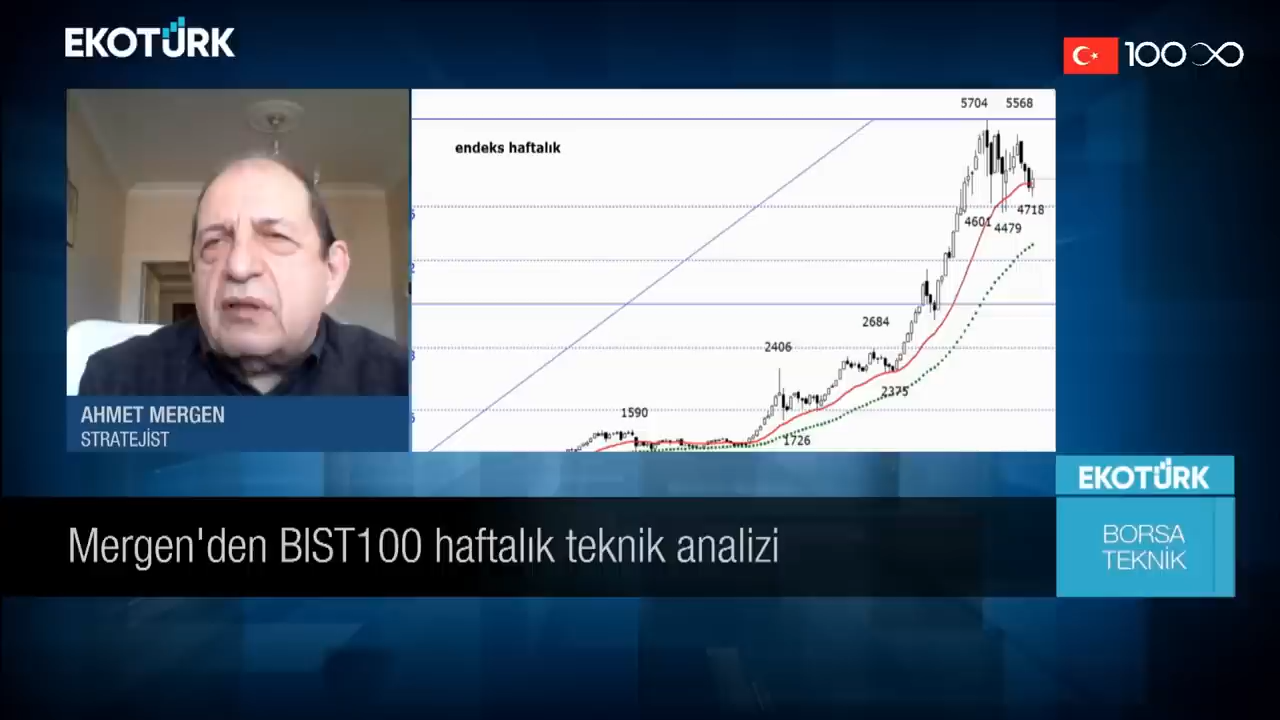 EKOTÜRK
100
5704 5568
endeks haftalık
4718
4601
4479
2684
2406
2375
1590
1726
AHMET MERGEN
STRATEJİST
EKOTÜRK
Mergen'den BIST100 haftalık teknik analizi
BORSA
TEKNİK